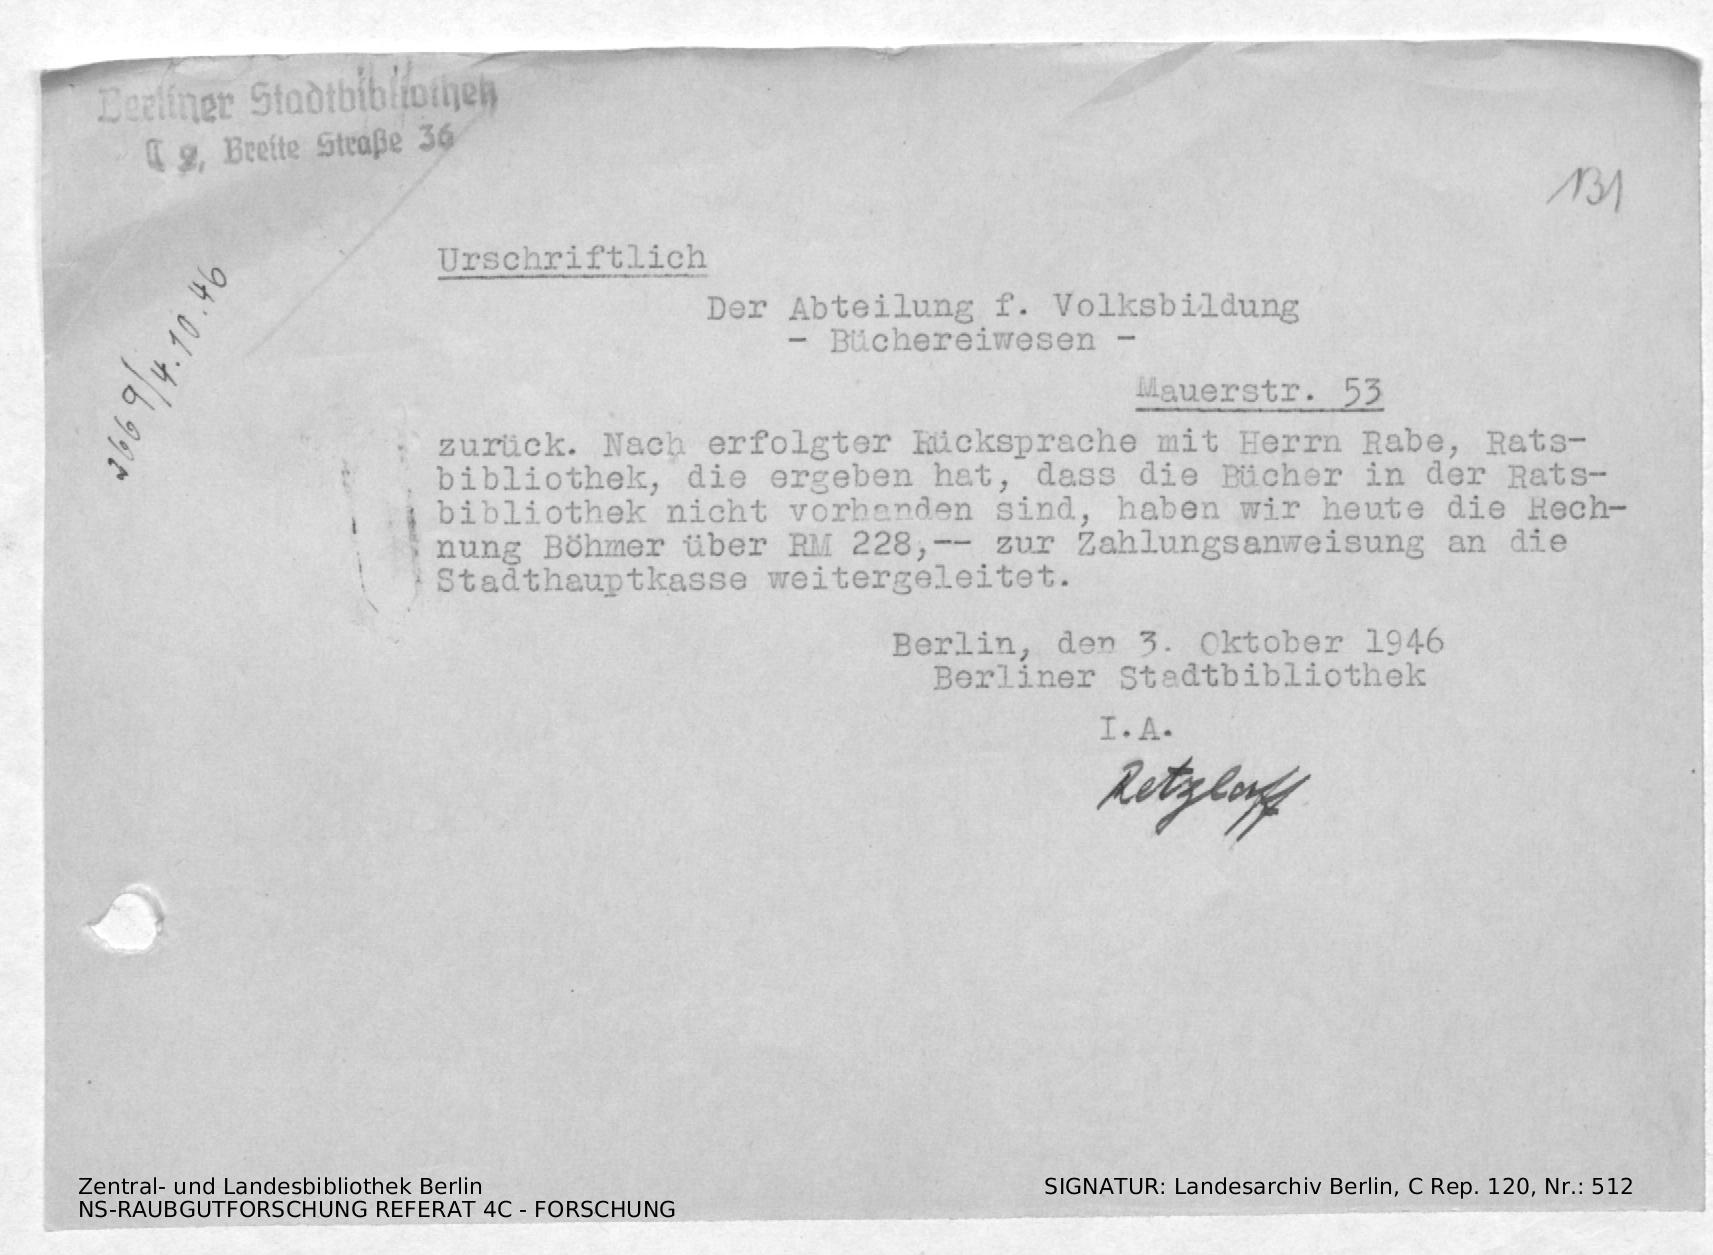 Berliner Stadtbibliothek
C 2, Breite Straße 36
131
2669/4.10.46
Urschriftlich
Der Abteilung f. Volksbildung
- Büchereiwesen -
Mauerstr. 53
zurück. Nach erfolgter Rücksprache mit Herrn Rabe, Rats-
bibliothek, die ergeben hat, dass die Bücher in der Rats-
bibliothek nicht vorhanden sind, haben wir heute die Rech-
nung Böhmer über RM 228,-- zur Zahlungsanweisung an die
Stadthauptkasse weitergeleitet.
Berlin, den 3. Oktober 1946
Berliner Stadtbibliothek
I.A.
Retzlaff
Zentral- und Landesbibliothek Berlin
NS-RAUBGUTFORSCHUNG REFERAT 4C - FORSCHUNG
SIGNATUR: Landesarchiv Berlin, C Rep. 120, Nr.: 512